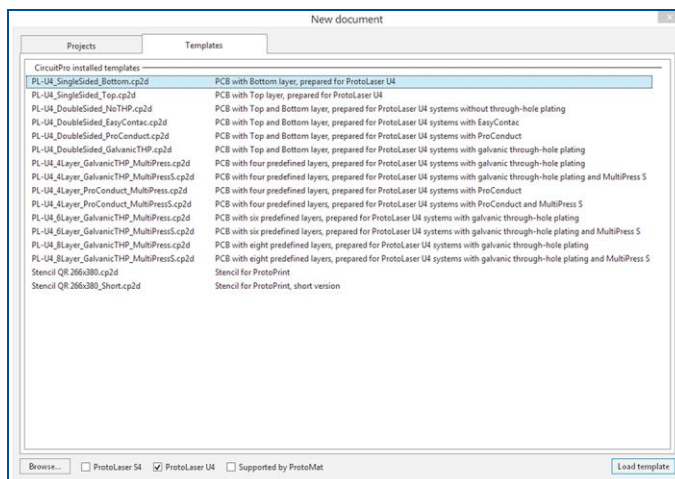 New document
Projects Templates
CircuitPro installed templates
PL-U4_SingleSided_Bottom.cp2d PCB with Bottom layer, prepared for ProtoLaser U4
PL-U4_SingleSided_Top.cp2d PCB with Top layer, prepared for ProtoLaser U4
PL-U4_DoubleSided_NoTHP.cp2d PCB with Top and Bottom layer, prepared for ProtoLaser U4 systems without through-hole plating
PL-U4_DoubleSided_EasyContac.cp2d PCB with Top and Bottom layer, prepared for ProtoLaser U4 systems with EasyContac
PL-U4_DoubleSided_ProConduct.cp2d PCB with Top and Bottom layer, prepared for ProtoLaser U4 systems with ProConduct
PL-U4_DoubleSided_GalvanicTHP.cp2d PCB with Top and Bottom layer, prepared for ProtoLaser U4 systems with galvanic through-hole plating
PL-U4_4Layer_GalvanicTHP_MultiPress.cp2d PCB with four predefined layers, prepared for ProtoLaser U4 systems with galvanic through-hole plating
PL-U4_4Layer_GalvanicTHP_MultiPressS.cp2d PCB with four predefined layers, prepared for ProtoLaser U4 systems with galvanic through-hole plating and MultiPress S
PL-U4_4Layer_ProConduct_MultiPress.cp2d PCB with four predefined layers, prepared for ProtoLaser U4 systems with ProConduct
PL-U4_4Layer_ProConduct_MultiPressS.cp2d PCB with four predefined layers, prepared for ProtoLaser U4 systems with ProConduct and MultiPress S
PL-U4_6Layer_GalvanicTHP_MultiPress.cp2d PCB with six predefined layers, prepared for ProtoLaser U4 systems with galvanic through-hole plating
PL-U4_6Layer_GalvanicTHP_MultiPressS.cp2d PCB with six predefined layers, prepared for ProtoLaser U4 systems with galvanic through-hole plating and MultiPress S
PL-U4_8Layer_GalvanicTHP_MultiPress.cp2d PCB with eight predefined layers, prepared for ProtoLaser U4 systems with galvanic through-hole plating
PL-U4_8Layer_GalvanicTHP_MultiPressS.cp2d PCB with eight predefined layers, prepared for ProtoLaser U4 systems with galvanic through-hole plating and MultiPress S
Stencil QR 266x380.cp2d Stencil for ProtoPrint
Stencil QR 266x380_Short.cp2d Stencil for ProtoPrint, short version
Browse... ProtoLaser S4 ProtoLaser U4 Supported by ProtoMat Load template